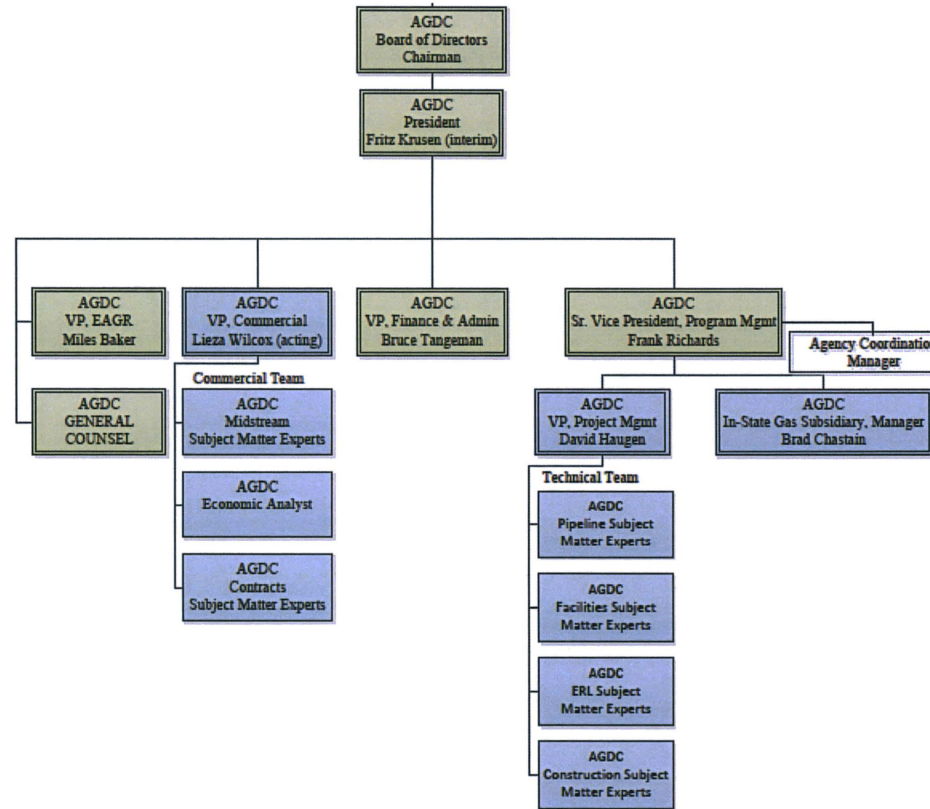 AGDC
Board of Directors
Chairman
AGDC
President
Fritz Krusen (interim)
AGDC
VP, EAGR
Miles Baker
AGDC
VP, Commercial
Lieza Wilcox (acting)
AGDC
VP, Finance & Admin
Bruce Tangeman
AGDC
Sr. Vice President, Program Mgmt
Frank Richards
Agency Coordination
Manager
AGDC
GENERAL
COUNSEL
Commercial Team
AGDC
Midstream
Subject Matter Experts
AGDC
Economic Analyst
AGDC
Contracts
Subject Matter Experts
AGDC
VP, Project Mgmt
David Haugen
AGDC
In-State Gas Subsidiary, Manager
Brad Chastain
Technical Team
AGDC
Pipeline Subject
Matter Experts
AGDC
Facilities Subject
Matter Experts
AGDC
ERL Subject
Matter Experts
AGDC
Construction Subject
Matter Experts